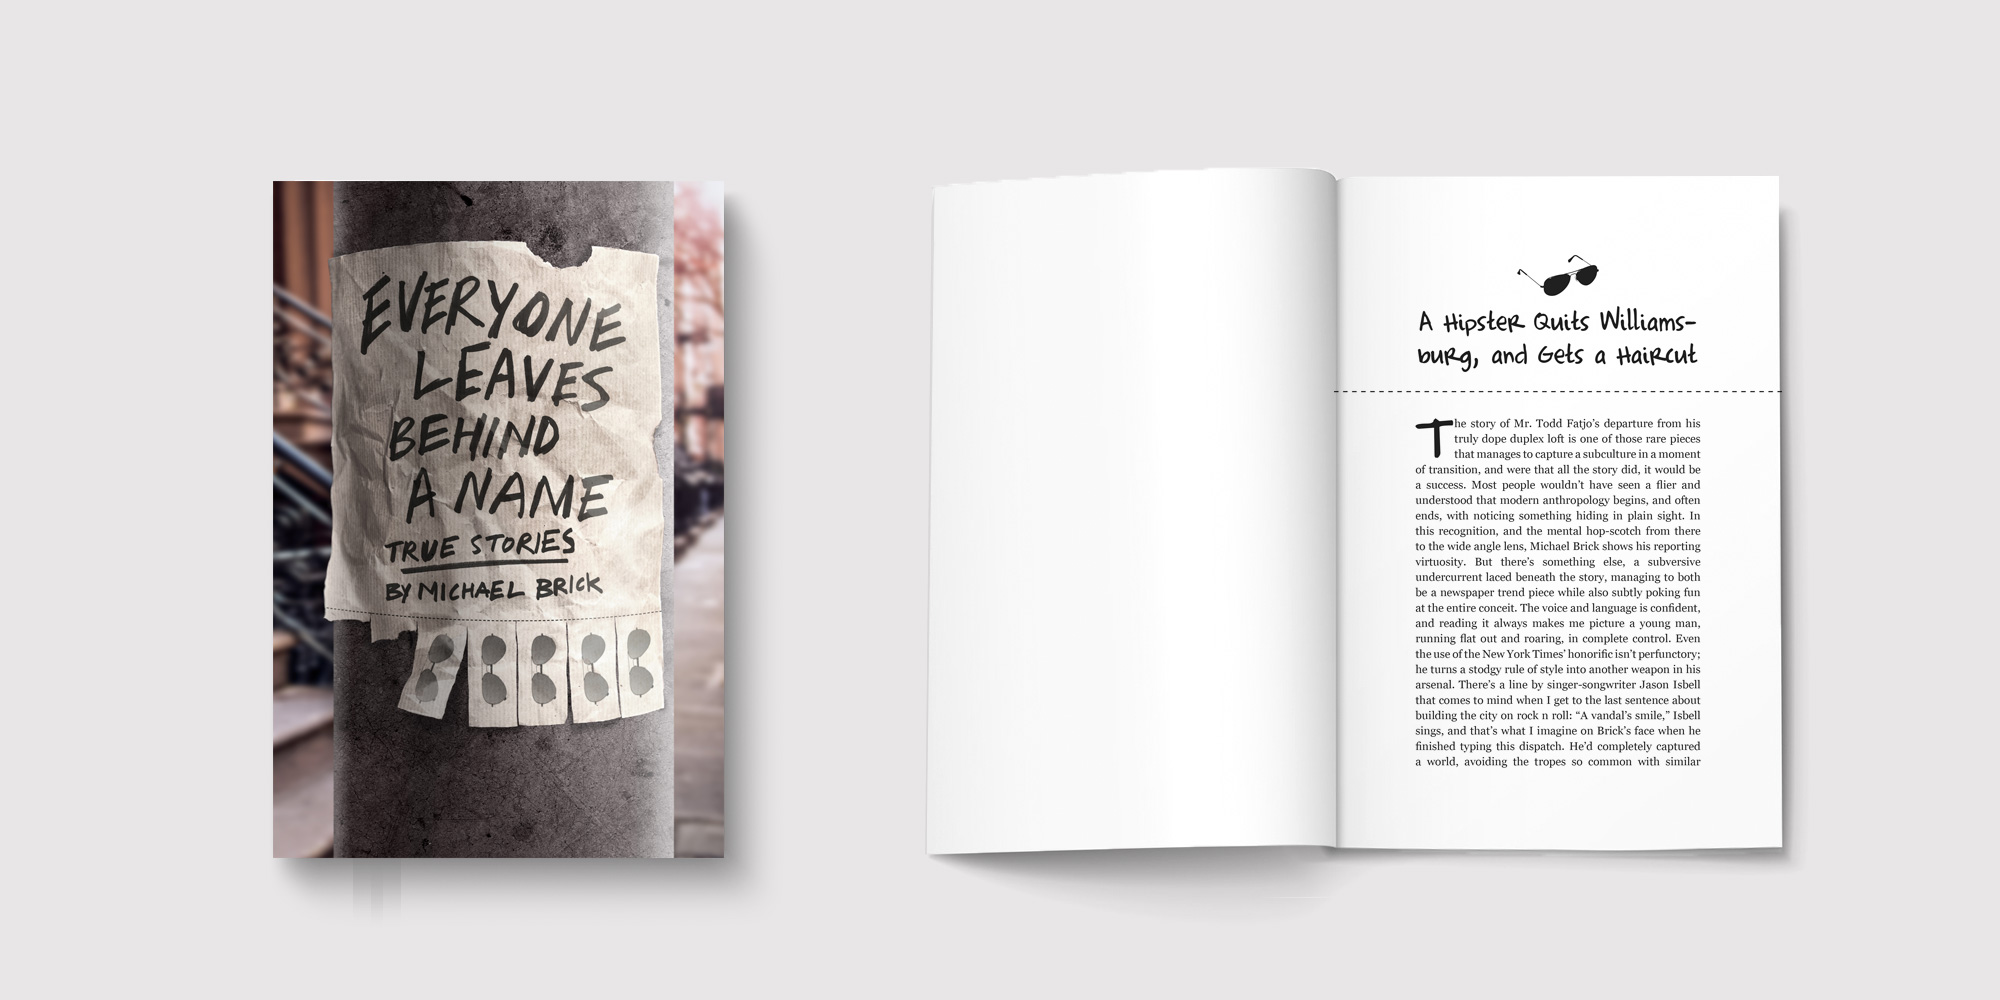 EVERYONE
LEAVES
BEHIND
A NAME
TRUE STORIES
BY MICHAEL BRICK
A Hipster Quits Williams-
burg, and Gets a Haircut
The story of Mr. Todd Fatjo's departure from his
truly dope duplex loft is one of those rare pieces
that manages to capture a subculture in a moment
of transition, and were that all the story did, it would be
a success. Most people wouldn't have seen a flier and
understood that modern anthropology begins, and often
ends, with noticing something hiding in plain sight. In
this recognition, and the mental hop-scotch from there
to the wide angle lens, Michael Brick shows his reporting
virtuosity. But there's something else, a subversive
undercurrent laced beneath the story, managing to both
be a newspaper trend piece while also subtly poking fun
at the entire conceit. The voice and language is confident,
and reading it always makes me picture a young man,
running flat out and roaring, in complete control. Even
the use of the New York Times' honorific isn't perfunctory;
he turns a stodgy rule of style into another weapon in his
arsenal. There's a line by singer-songwriter Jason Isbell
that comes to mind when I get to the last sentence about
building the city on rock n roll: “A vandal's smile,” Isbell
sings, and that's what I imagine on Brick's face when he
finished typing this dispatch. He'd completely captured
a world, avoiding the tropes so common with similar